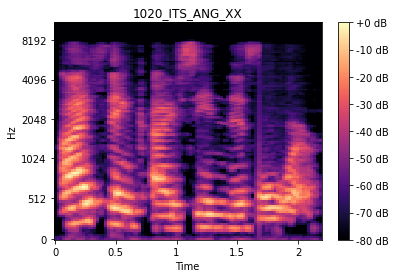 1020_ITS_ANG_XX
8192
4096
2048
1024
512
0
Hz
0
0.5
1
1.5
2
Time
+0 dB
-10 dB
-20 dB
-30 dB
-40 dB
-50 dB
-60 dB
-70 dB
-80 dB